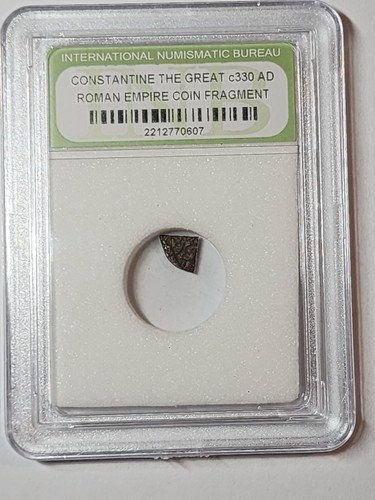 INTERNATIONAL NUMISMATIC BUREAU
CONSTANTINE THE GREAT c330 AD
ROMAN EMPIRE COIN FRAGMENT
2212770607